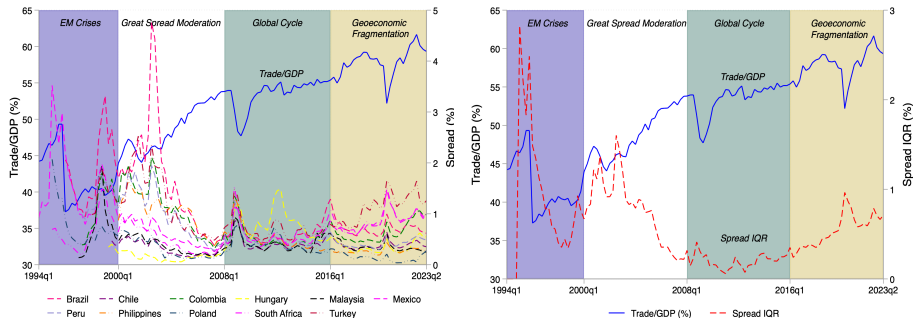 65
60
55
50
45
40
35
30
Trade/GDP (%)
EM Crises
Great Spread Moderation
Global Cycle
Geoeconomic
Fragmentation
Trade/GDP
5
4
3
2
1
0
Spread (%)
1994q1
2000q1
2008q1
2016q1
2023q2
Brazil Chile Colombia Hungary Malaysia Mexico
Peru Philippines Poland South Africa Turkey
65
60
55
50
45
40
35
30
Trade/GDP (%)
EM Crises
Great Spread Moderation
Global Cycle
Geoeconomic
Fragmentation
Trade/GDP
Spread IQR
3
2
1
0
Spread IQR (%)
1994q1
2000q1
2008q1
2016q1
2023q2
Trade/GDP (%) Spread IQR